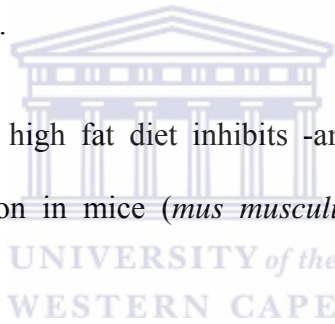 .
high fat diet inhibits -an
on in mice (mus muscul
UNIVERSITY of the
WESTERN CAPE